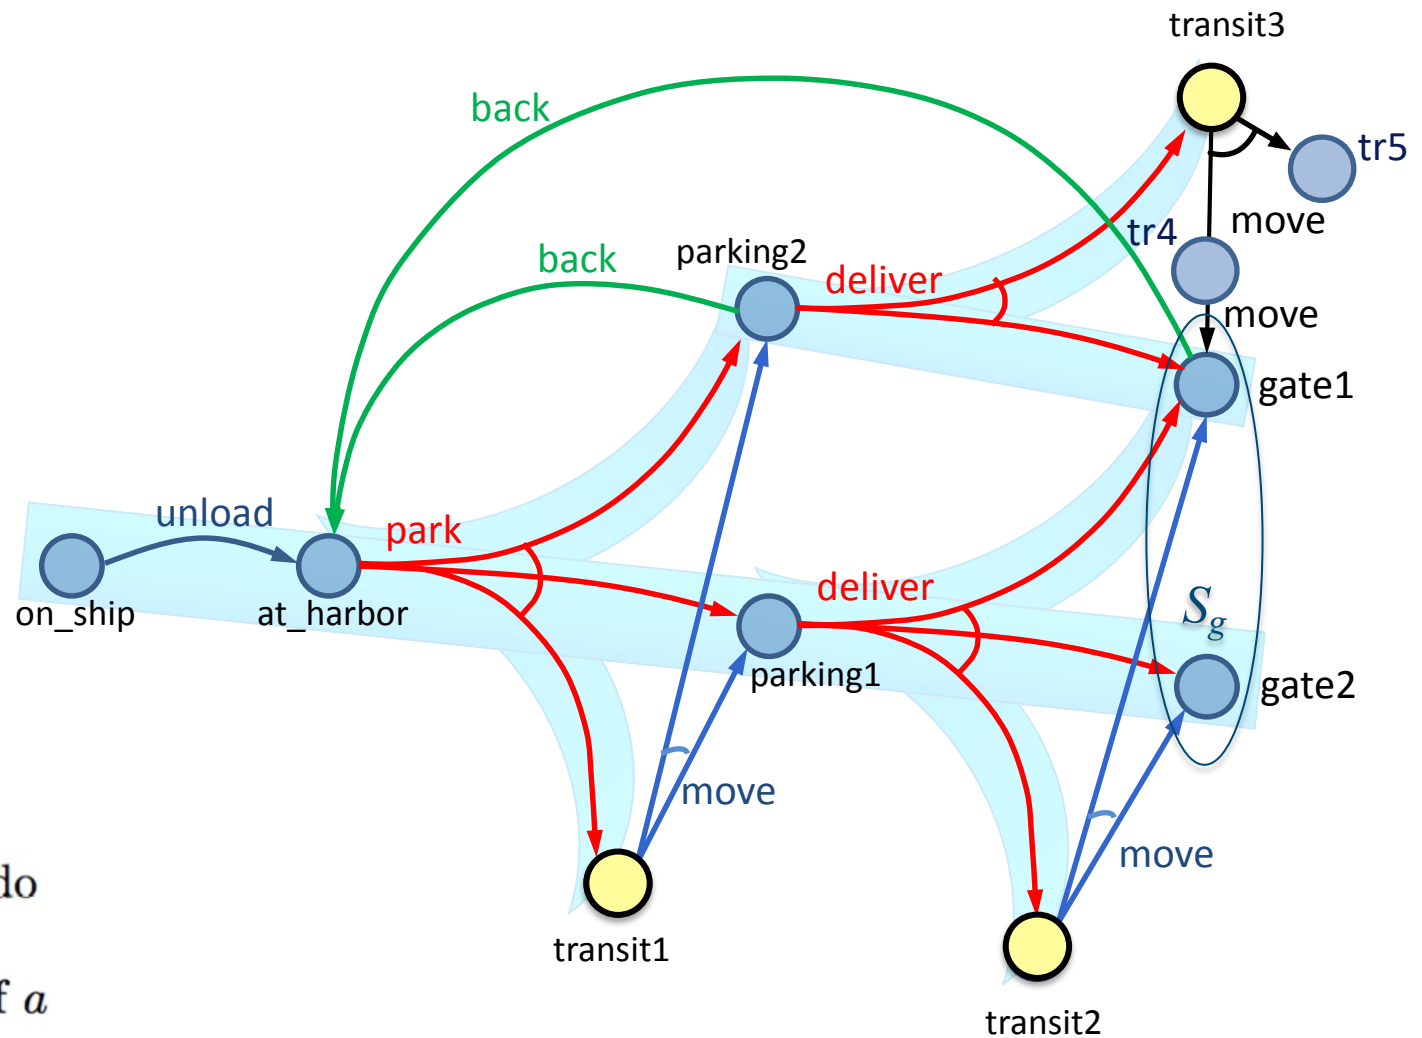 transit3
back
tr5
move
tr4
parking2
back
deliver
move
gate1
unload
park
deliver
S_g
on_ship
at_harbor
parking1
gate2
move
move
do
transit1
f a
transit2